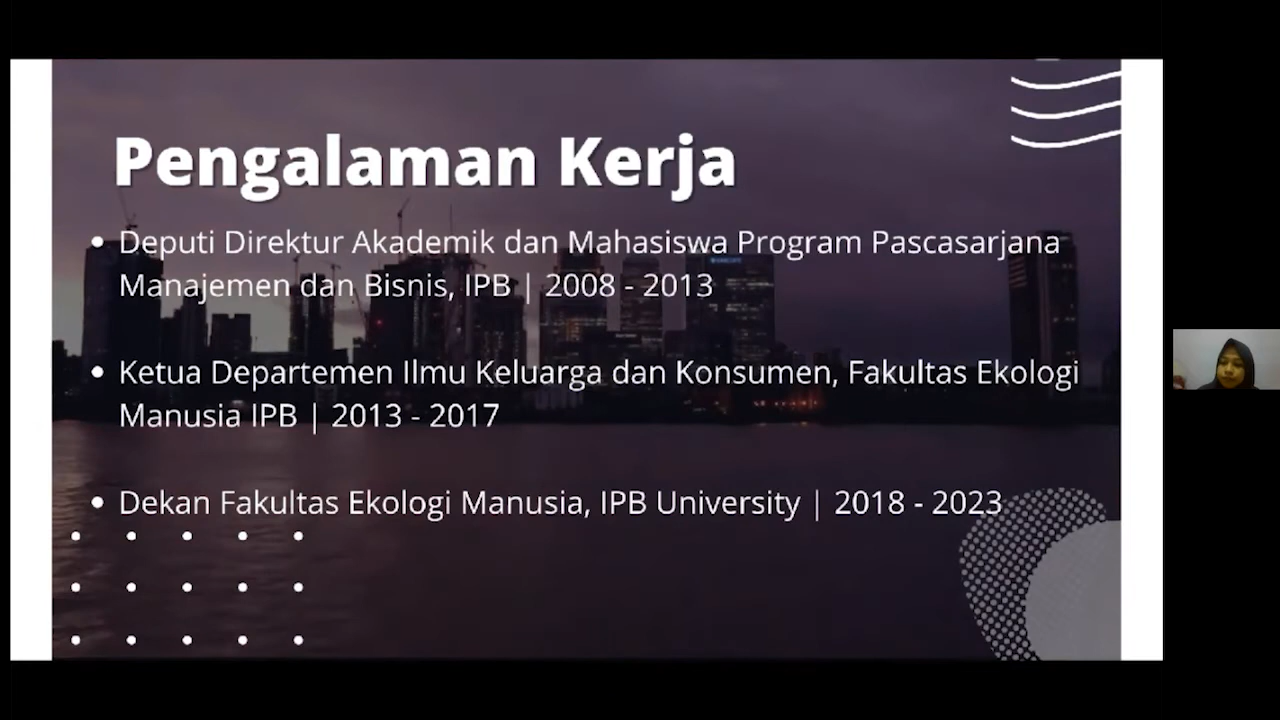 Pengalaman Kerja
• Deputi Direktur Akademik dan Mahasiswa Program Pascasarjana
Manajemen dan Bisnis, IPB | 2008 - 2013
• Ketua Departemen Ilmu Keluarga dan Konsumen, Fakultas Ekologi
Manusia IPB | 2013 - 2017
• Dekan Fakultas Ekologi Manusia, IPB University | 2018 - 2023